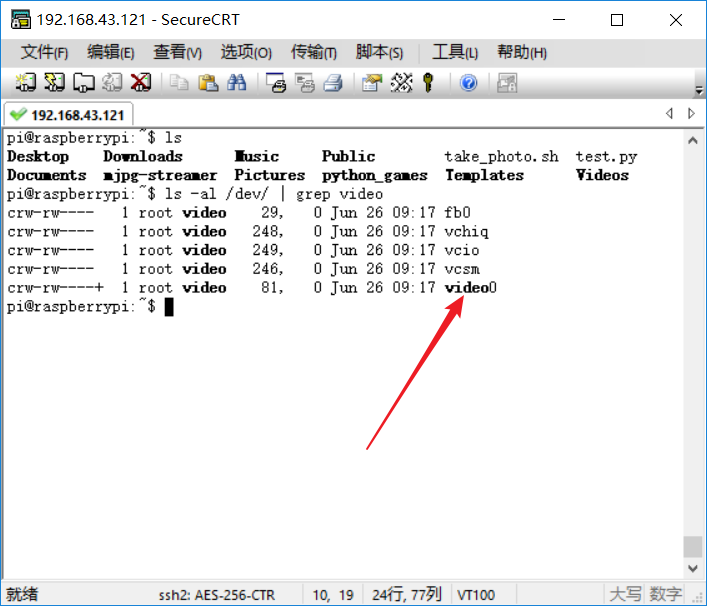 192.168.43.121 - SecureCRT
文件(F) 编辑(E) 查看(V) 选项(O) 传输(T) 脚本(S) 工具(L) 帮助(H)
192.168.43.121
pi@raspberrypi:~$ ls
Desktop Downloads Music Public take_photo.sh test.py
Documents mjpg-streamer Pictures python_games Templates Videos
pi@raspberrypi:~$ ls -al /dev/ | grep video
crw-rw---- 1 root video 29, 0 Jun 26 09:17 fb0
crw-rw---- 1 root video 248, 0 Jun 26 09:17 vchiq
crw-rw---- 1 root video 249, 0 Jun 26 09:17 vcio
crw-rw---- 1 root video 246, 0 Jun 26 09:17 vcsm
crw-rw----+ 1 root video 81, 0 Jun 26 09:17 video0
pi@raspberrypi:~$
就绪 ssh2: AES-256-CTR 10, 19 24行, 77列 VT100 大写 数字